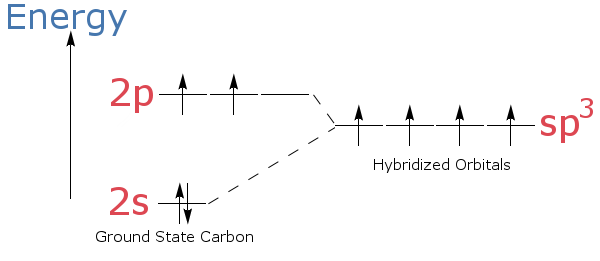 Energy
2p
sp³
Hybridized Orbitals
2s
Ground State Carbon